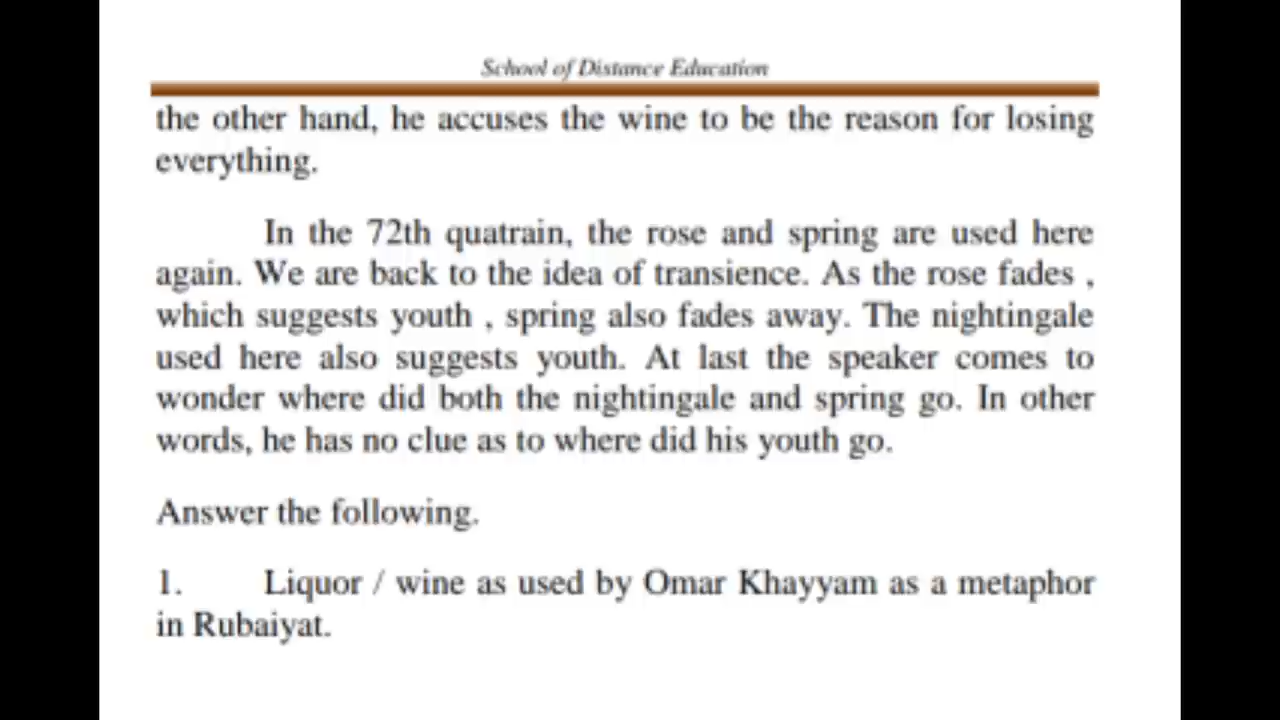 School of Distance Education
the other hand, he accuses the wine to be the reason for losing
everything.
In the 72th quatrain, the rose and spring are used here
again. We are back to the idea of transience. As the rose fades ,
which suggests youth , spring also fades away. The nightingale
used here also suggests youth. At last the speaker comes to
wonder where did both the nightingale and spring go. In other
words, he has no clue as to where did his youth go.
Answer the following.
1. Liquor / wine as used by Omar Khayyam as a metaphor
in Rubaiyat.